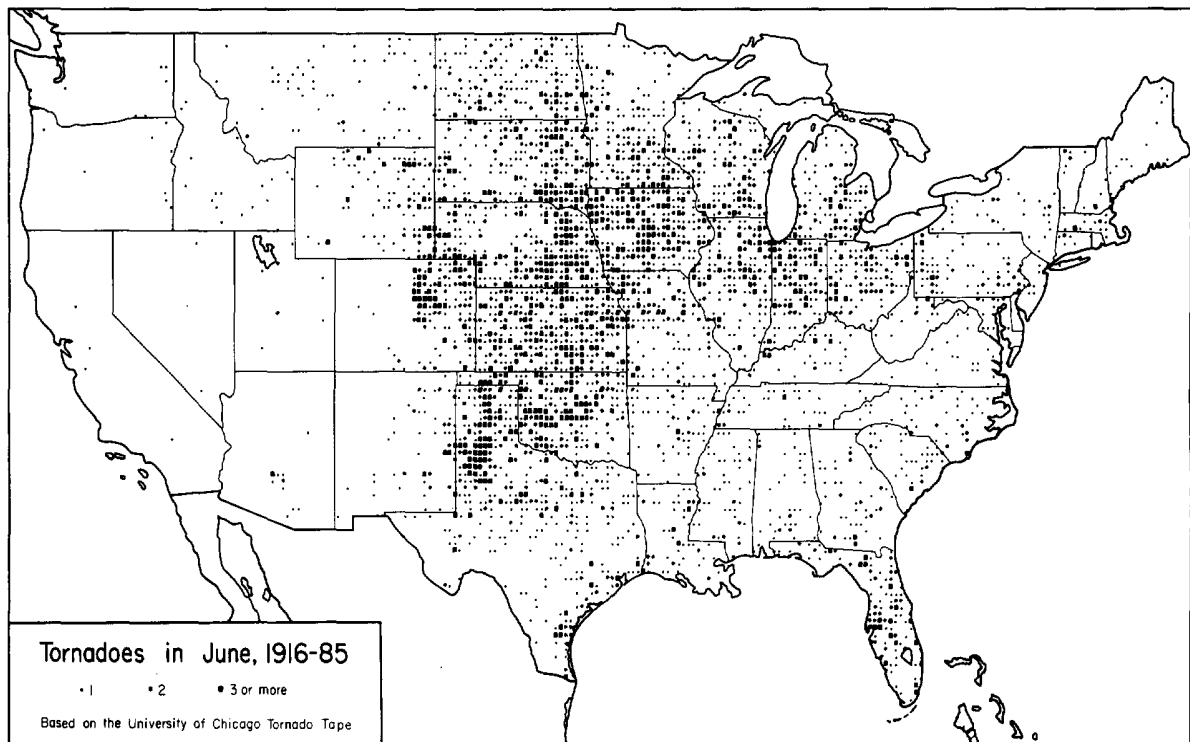 Tornadoes in June, 1916-85
1 2 3 or more
Based on the University of Chicago Tornado Tape